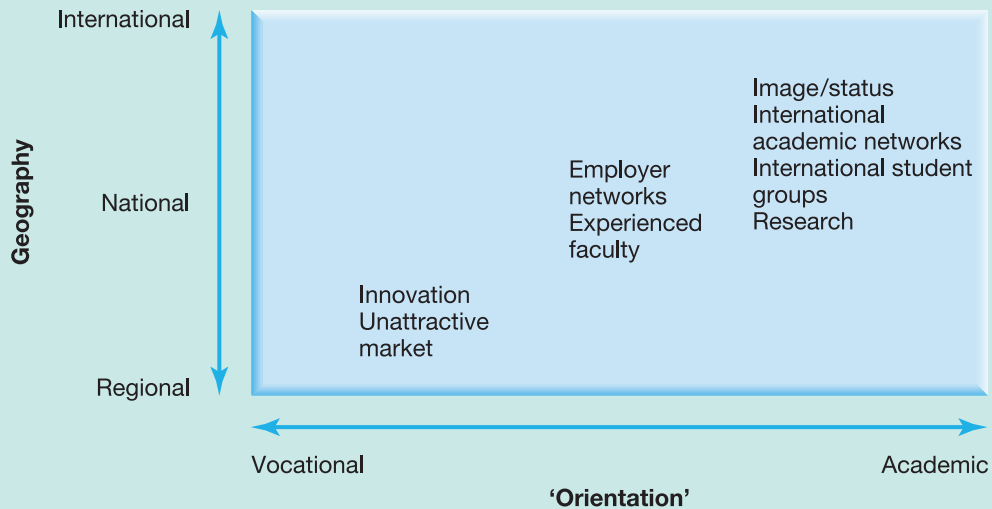 International
Geography
National
Regional
Image/status
International
academic networks
International student
groups
Research
Employer
networks
Experienced
faculty
Innovation
Unattractive
market
Vocational
Academic
‘Orientation’